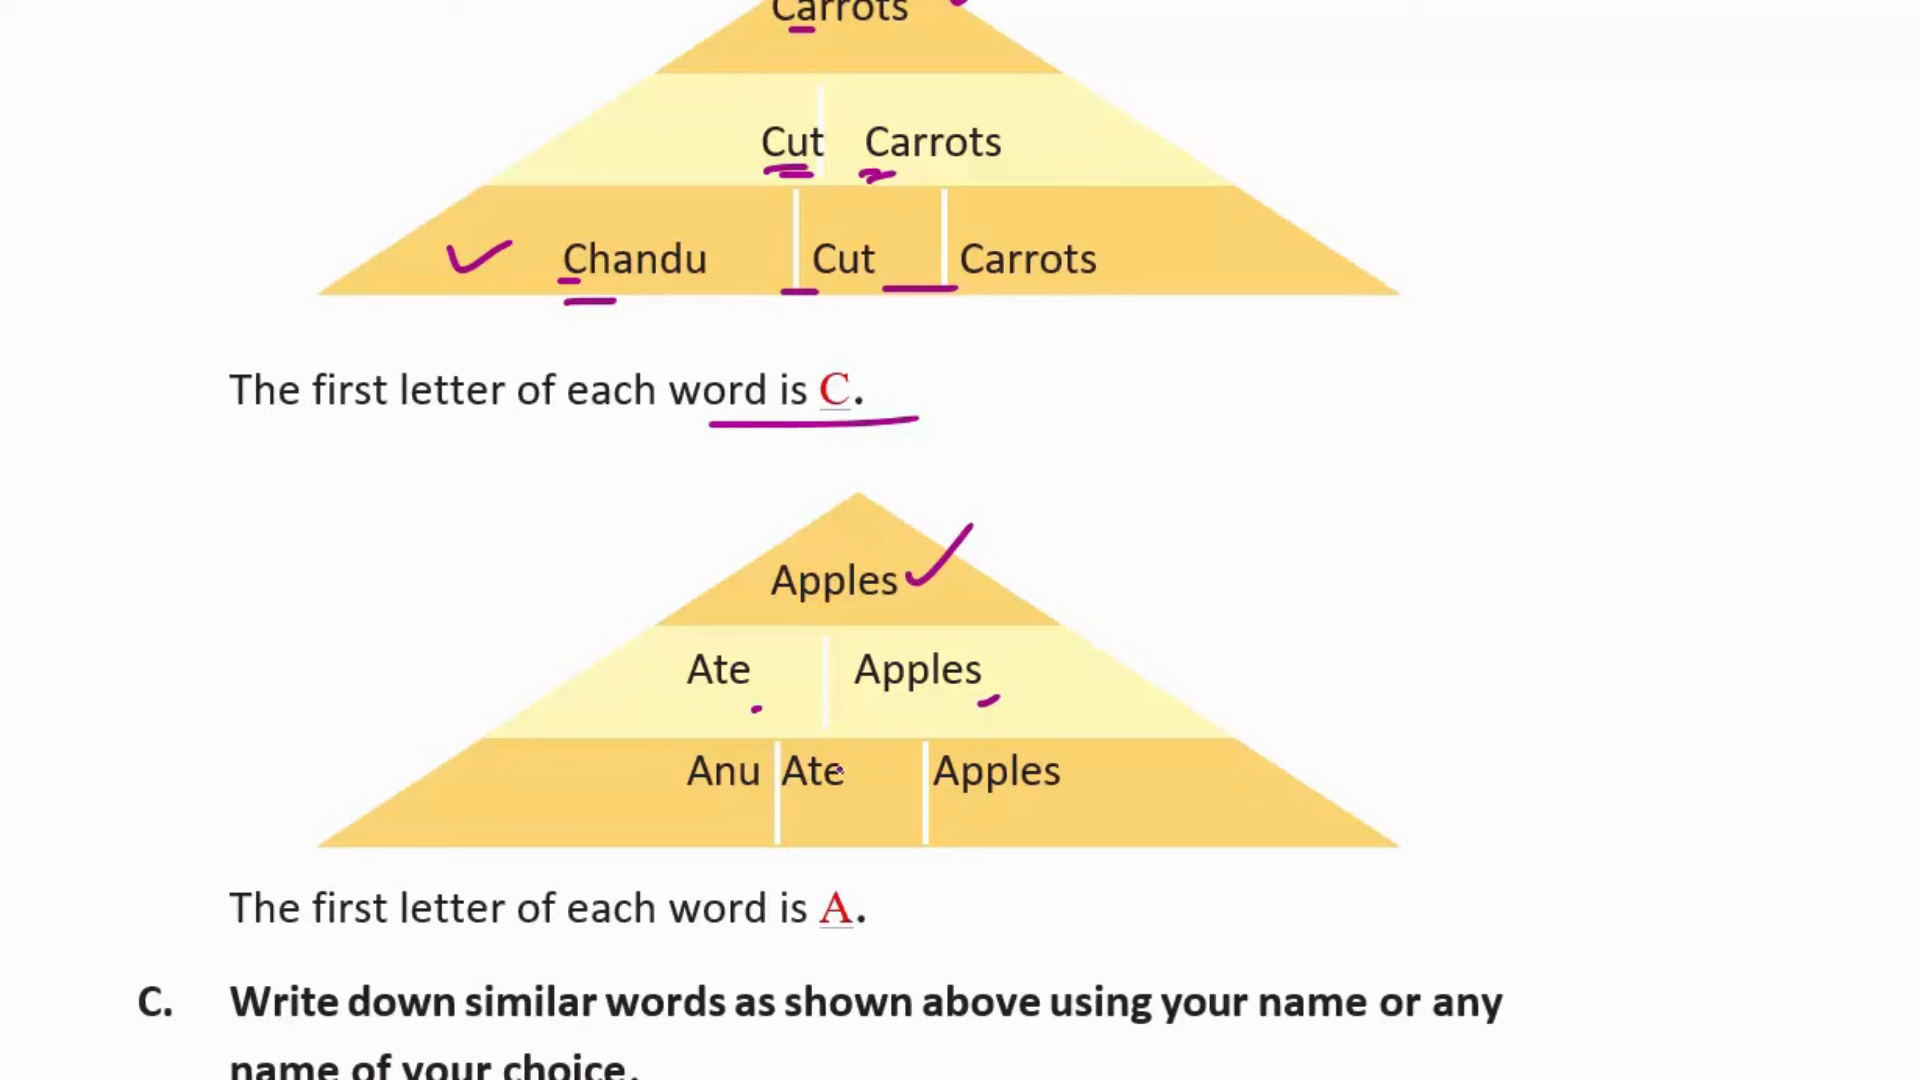 Carrots
Cut Carrots
Chandu Cut Carrots
The first letter of each word is C.
Apples
Ate Apples
Anu Ate Apples
The first letter of each word is A.
C. Write down similar words as shown above using your name or any
name of your choice.